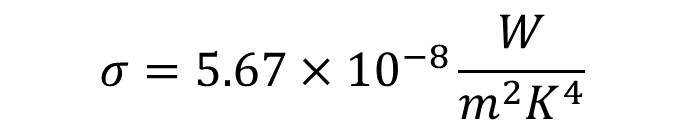 σ = 5.67 × 10⁻⁸ W/m²K⁴